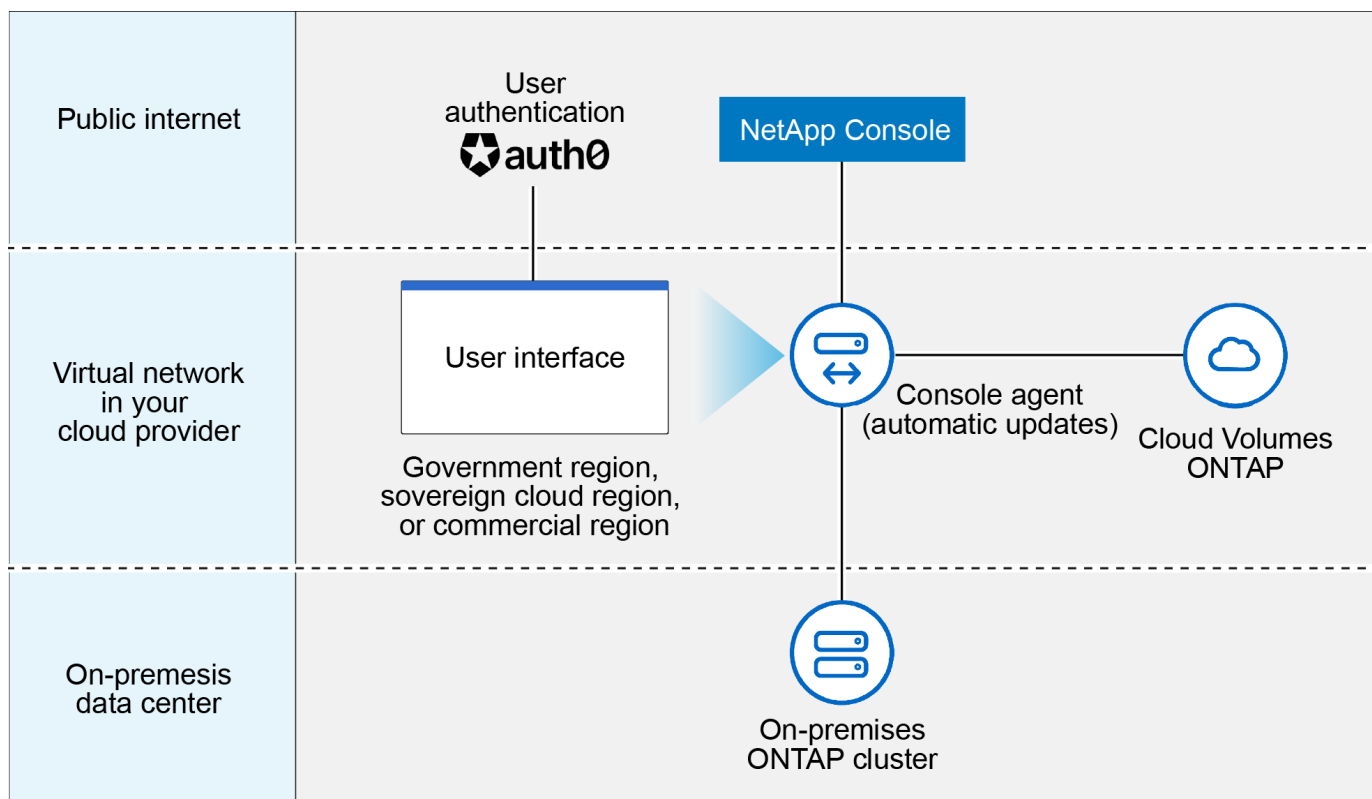 Public internet
User
authentication
auth0
NetApp Console
Virtual network
in your
cloud provider
User interface
Government region,
sovereign cloud region,
or commercial region
Console agent
(automatic updates)
Cloud Volumes
ONTAP
On-premesis
data center
On-premises
ONTAP cluster